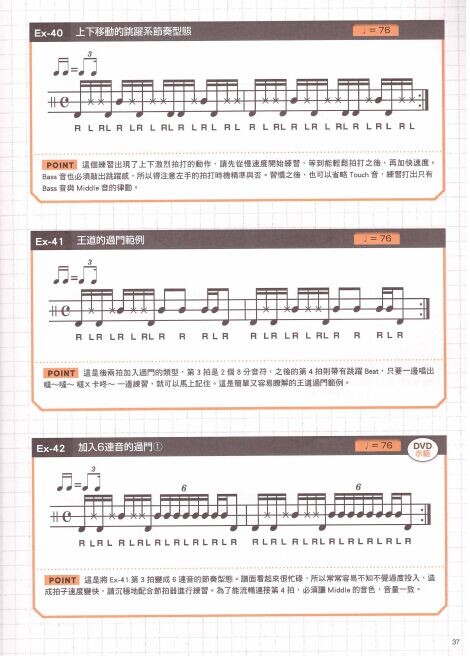 Ex-40 上下移動的跳躍系節奏型態 ♩= 76
3
R L RL R L RL R L RL R L RL R L RL R L RL R L RL R L R L
POINT 這個練習出現了上下激烈拍打的動作,請先從慢速度開始練習,等到能輕鬆拍打之後,再加快速度。
Bass 音也必須敲出跳躍感,所以得注意左手的拍打時機精準與否。習慣之後,也可以省略 Touch 音,練習打出只有
Bass 音與 Middle 音的律動。
Ex-41 王道的過門範例 ♩= 76
3
R L RL R L RL R R RL R R L RL R L RL R R RL R
POINT 這是後兩拍加入過門的類型,第 3 拍是 2 個 8 分音符,之後的第 4 拍則帶有跳躍 Beat,只要一邊唱出
一邊練習,就可以馬上記住。這是簡單又容易瞭解的王道過門範例。
Ex-42 加入6連音的過門① ♩= 76 DVD
示範
3
6 6
R L R L R L R L R L R L R L R L R R L R L R L R L R L R L R L R L R
POINT 這是將 Ex-41 第 3 拍變成 6 連音的節奏型態。譜面看起來很忙碌,所以常常容易不知不覺過度投入,造
成拍子速度變快,請沉穩地配合節拍器進行練習。為了能流暢連接第 4 拍,必須讓 Middle 的音色,音量一致。
37